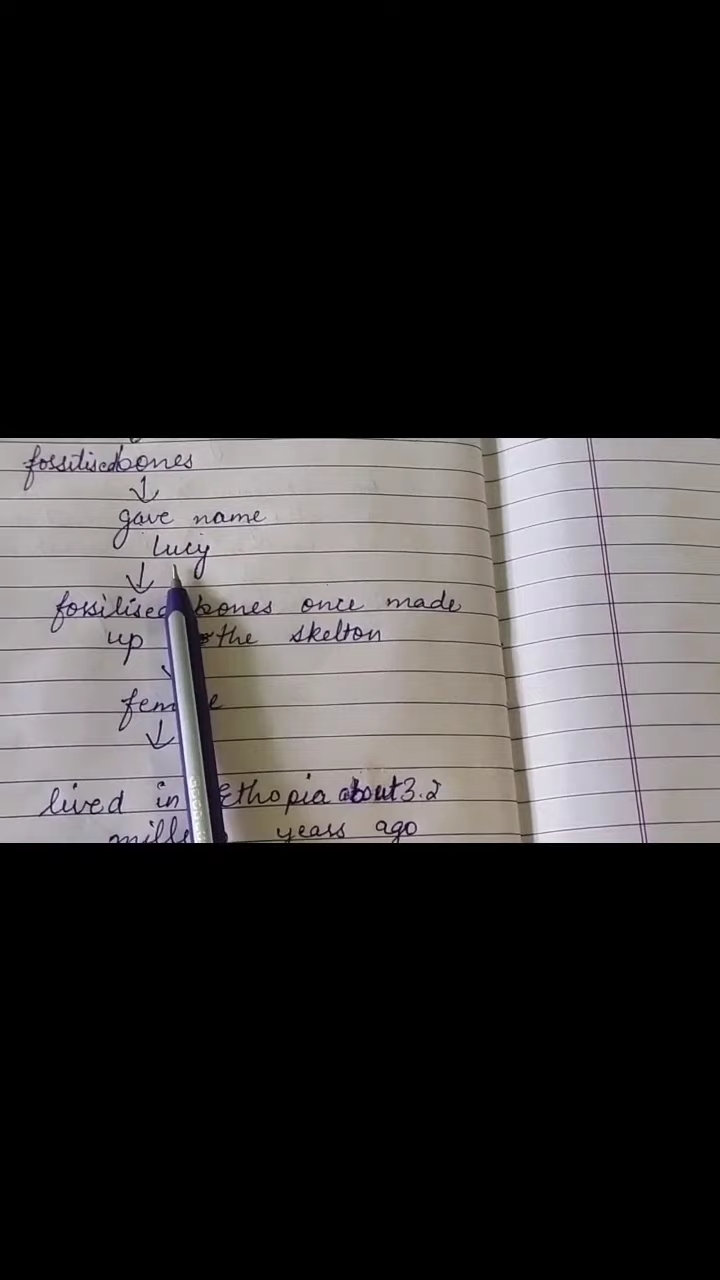 fossilised bones
gave name
Lucy
fossilised bones once made
up the skelton
lived in Ethopia about 3.2
years ago